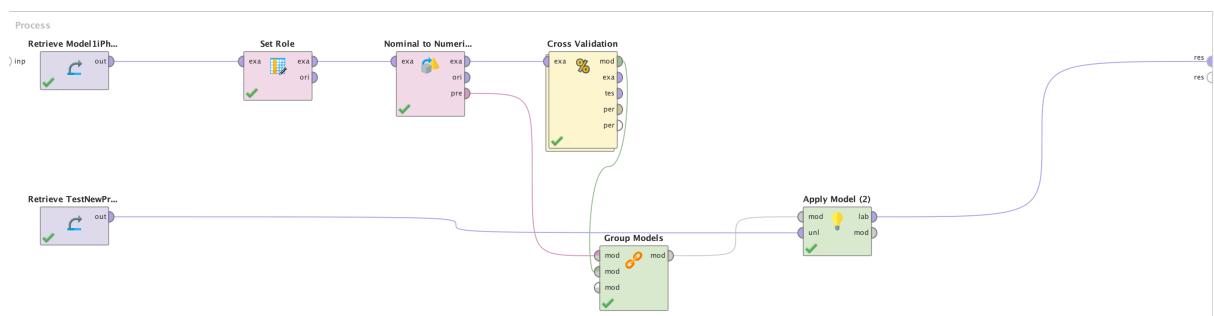 Process
Retrieve Model1iPh...
Set Role
Nominal to Numeri...
Cross Validation
inp
out
exa
exa
ori
exa
exa
ori
pre
exa
mod
exa
tes
per
per
res
res
Retrieve TestNewPr...
out
Apply Model (2)
mod
unl
lab
mod
Group Models
mod
mod
mod
mod